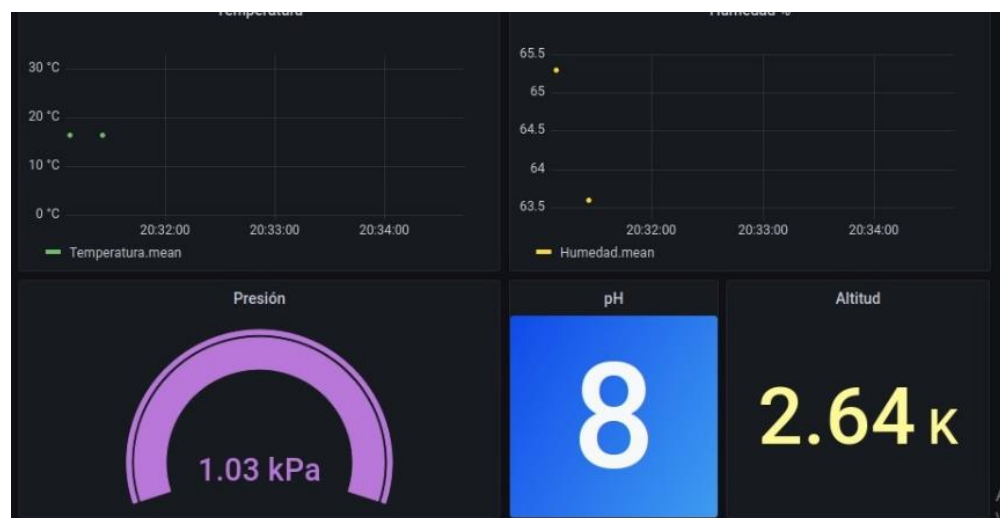 Temperatura
Humedad %
30 °C
20 °C
10 °C
0 °C
20:32:00 20:33:00 20:34:00
Temperatura.mean
65.5
65
64.5
64
63.5
20:32:00 20:33:00 20:34:00
Humedad.mean
Presión
1.03 kPa
pH
8
Altitud
2.64 K